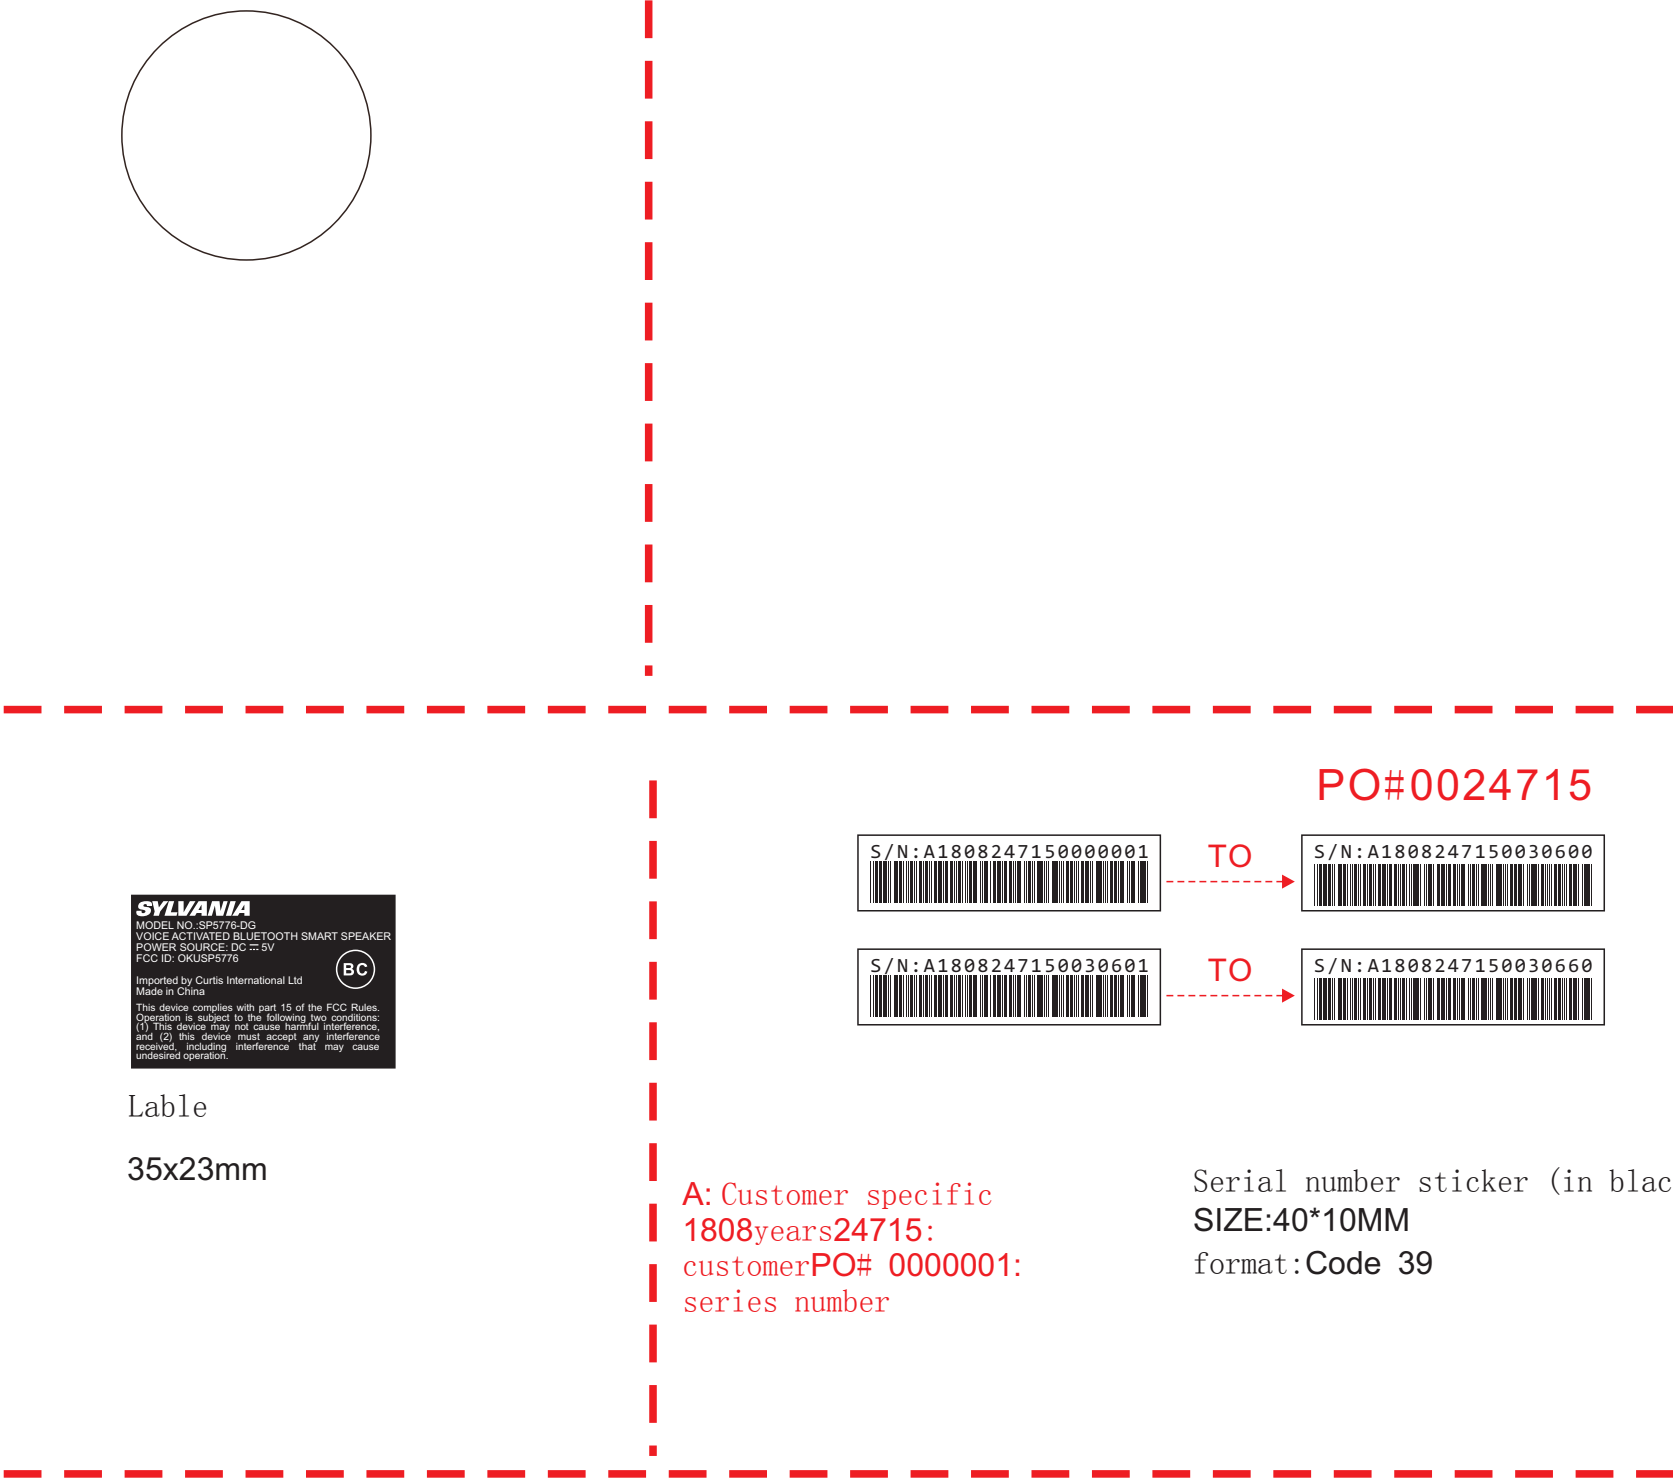 PO#0024715
S/N:A1808247150000001
TO
S/N:A1808247150030600
S/N:A1808247150030601
TO
S/N:A1808247150030660
SYLVANIA
MODEL NO.:SP5776-DG
VOICE ACTIVATED BLUETOOTH SMART SPEAKER
POWER SOURCE: DC ⎓ 5V
FCC ID: OKUSP5776
BC
Imported by Curtis International Ltd
Made in China
This device complies with part 15 of the FCC Rules.
Operation is subject to the following two conditions:
(1) This device may not cause harmful interference,
and (2) this device must accept any interference
received, including interference that may cause
undesired operation.
Lable
35x23mm
A: Customer specific
1808years24715:
customerPO# 0000001:
series number
Serial number sticker (in blac
SIZE:40*10MM
format:Code 39